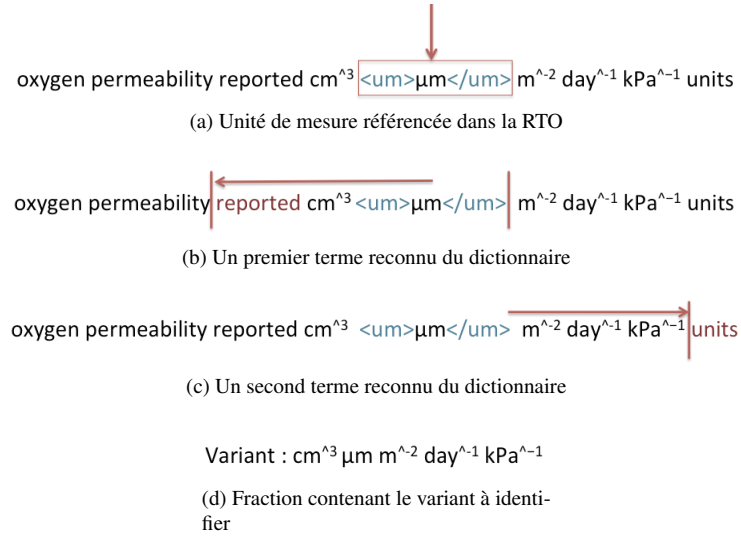 oxygen permeability reported cm^3 <um>µm</um> m^-2 day^-1 kPa^−1 units
(a) Unité de mesure référencée dans la RTO
oxygen permeability reported cm^3 <um>µm</um> m^-2 day^-1 kPa^−1 units
(b) Un premier terme reconnu du dictionnaire
oxygen permeability reported cm^3 <um>µm</um> m^-2 day^-1 kPa^−1 units
(c) Un second terme reconnu du dictionnaire
Variant : cm^3 µm m^-2 day^-1 kPa^−1
(d) Fraction contenant le variant à identi-
fier